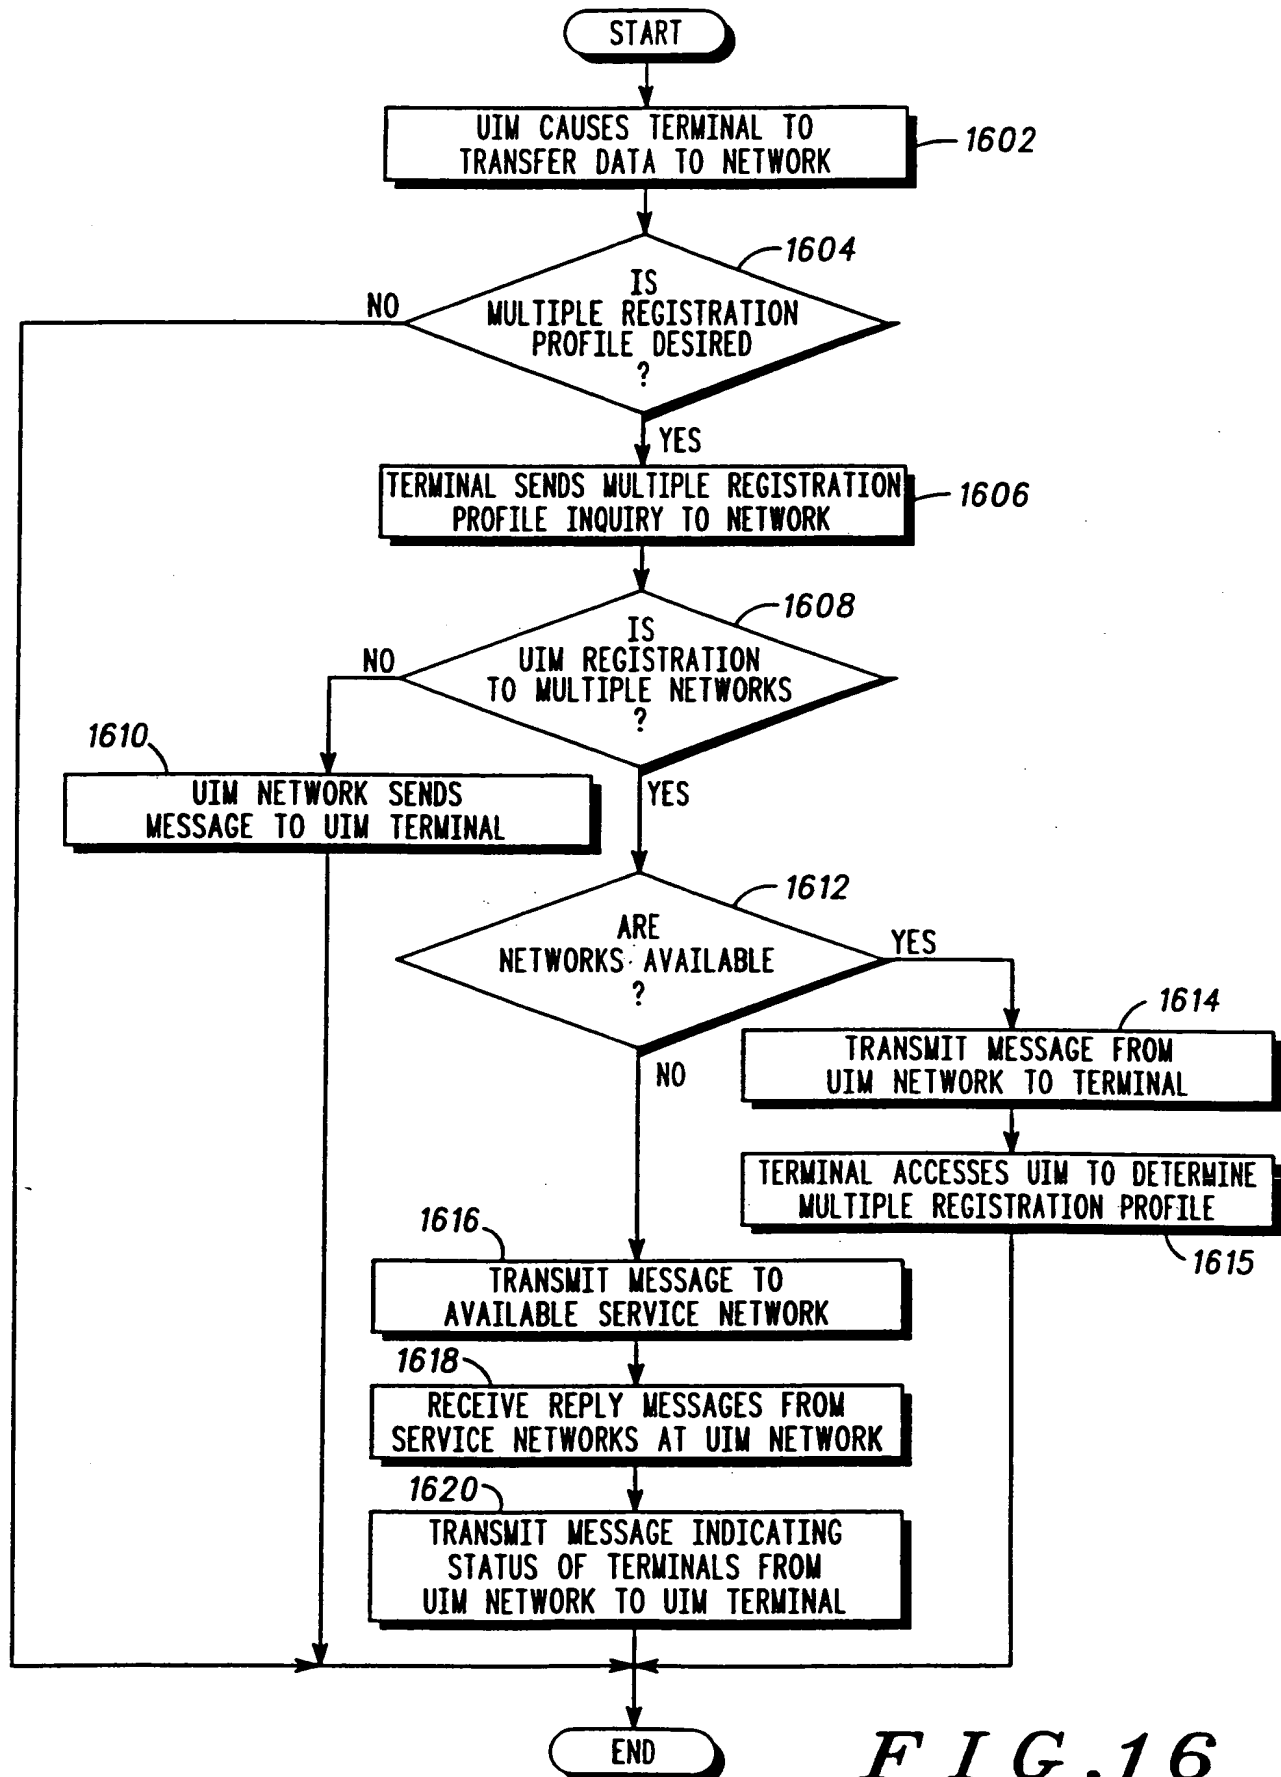 START
UIM CAUSES TERMINAL TO
TRANSFER DATA TO NETWORK
1602
1604
IS
MULTIPLE REGISTRATION
PROFILE DESIRED
?
NO
YES
TERMINAL SENDS MULTIPLE REGISTRATION
PROFILE INQUIRY TO NETWORK
1606
1608
IS
UIM REGISTRATION
TO MULTIPLE NETWORKS
?
NO
YES
1610
UIM NETWORK SENDS
MESSAGE TO UIM TERMINAL
1612
ARE
NETWORKS AVAILABLE
?
YES
NO
1614
TRANSMIT MESSAGE FROM
UIM NETWORK TO TERMINAL
TERMINAL ACCESSES UIM TO DETERMINE
MULTIPLE REGISTRATION PROFILE
1615
1616
TRANSMIT MESSAGE TO
AVAILABLE SERVICE NETWORK
1618
RECEIVE REPLY MESSAGES FROM
SERVICE NETWORKS AT UIM NETWORK
1620
TRANSMIT MESSAGE INDICATING
STATUS OF TERMINALS FROM
UIM NETWORK TO UIM TERMINAL
END
FIG.16